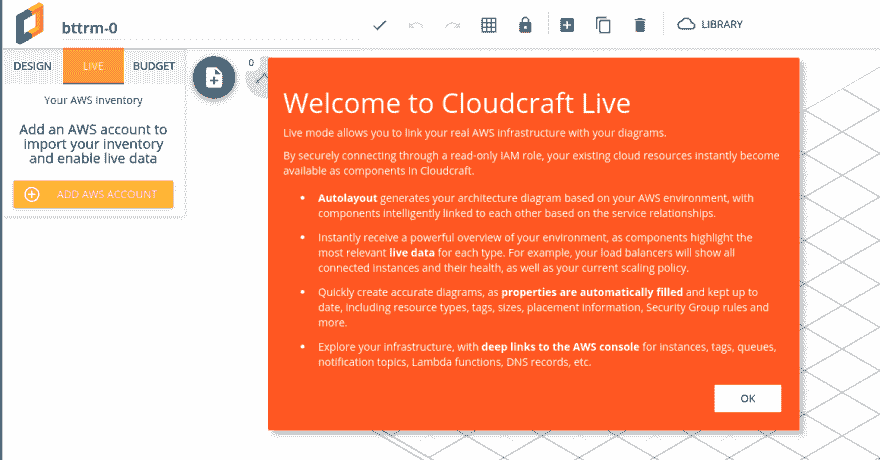 bttrm-0
LIBRARY
DESIGN
LIVE
BUDGET
0
Your AWS inventory
Add an AWS account to
import your inventory
and enable live data
ADD AWS ACCOUNT
Welcome to Cloudcraft Live
Live mode allows you to link your real AWS infrastructure with your diagrams.
By securely connecting through a read-only IAM role, your existing cloud resources instantly become
available as components in Cloudcraft.
• Autolayout generates your architecture diagram based on your AWS environment, with
components intelligently linked to each other based on the service relationships.
• Instantly receive a powerful overview of your environment, as components highlight the
most relevant live data for each type. For example, your load balancers will show all
connected instances and their health, as well as your current scaling policy.
• Quickly create accurate diagrams, as properties are automatically filled and kept up to
date, including resource types, tags, sizes, placement information, Security Group rules and
more.
• Explore your infrastructure, with deep links to the AWS console for instances, tags, queues,
notification topics, Lambda functions, DNS records, etc.
OK